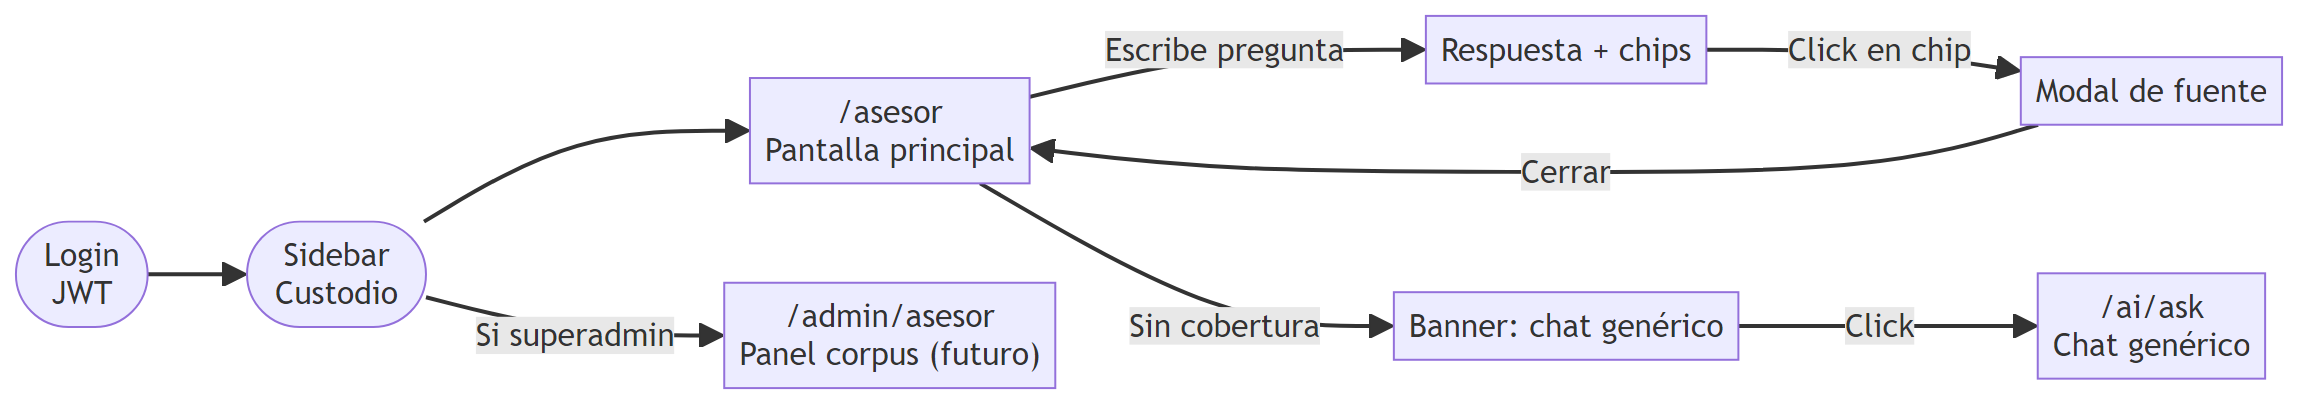 Login
JWT
Sidebar
Custodio
Si superadmin
/asesor
Pantalla principal
/admin/asesor
Panel corpus (futuro)
Escribe pregunta
Respuesta + chips
Click en chip
Modal de fuente
Cerrar
Sin cobertura
Banner: chat genérico
Click
/ai/ask
Chat genérico